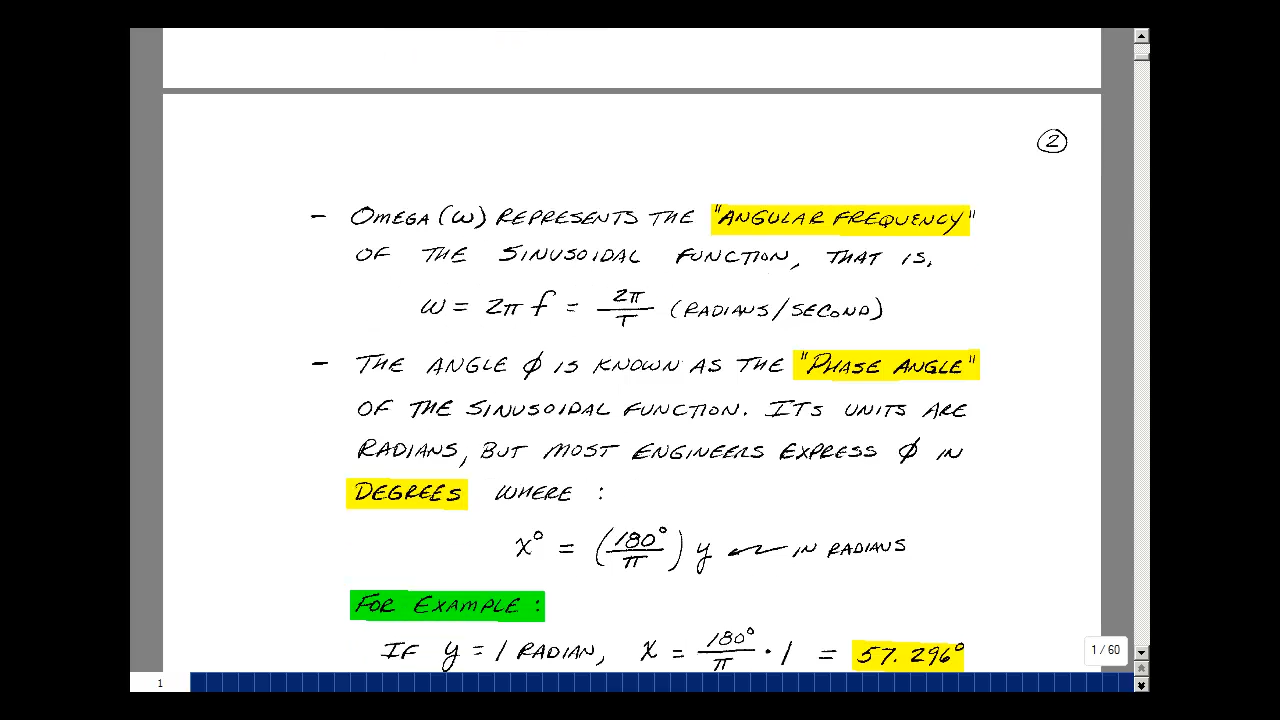 2
- OMEGA (ω) REPRESENTS THE "ANGULAR FREQUENCY"
OF THE SINUSOIDAL FUNCTION, THAT IS,
ω = 2π f = 2π/T (RADIANS/SECOND)
- THE ANGLE ϕ IS KNOWN AS THE "PHASE ANGLE"
OF THE SINUSOIDAL FUNCTION. ITS UNITS ARE
RADIANS, BUT MOST ENGINEERS EXPRESS ϕ IN
DEGREES WHERE :
x° = (180°/π) y ← IN RADIANS
FOR EXAMPLE :
IF y = 1 RADIAN, x = 180°/π · 1 = 57.296°
1 / 60
1